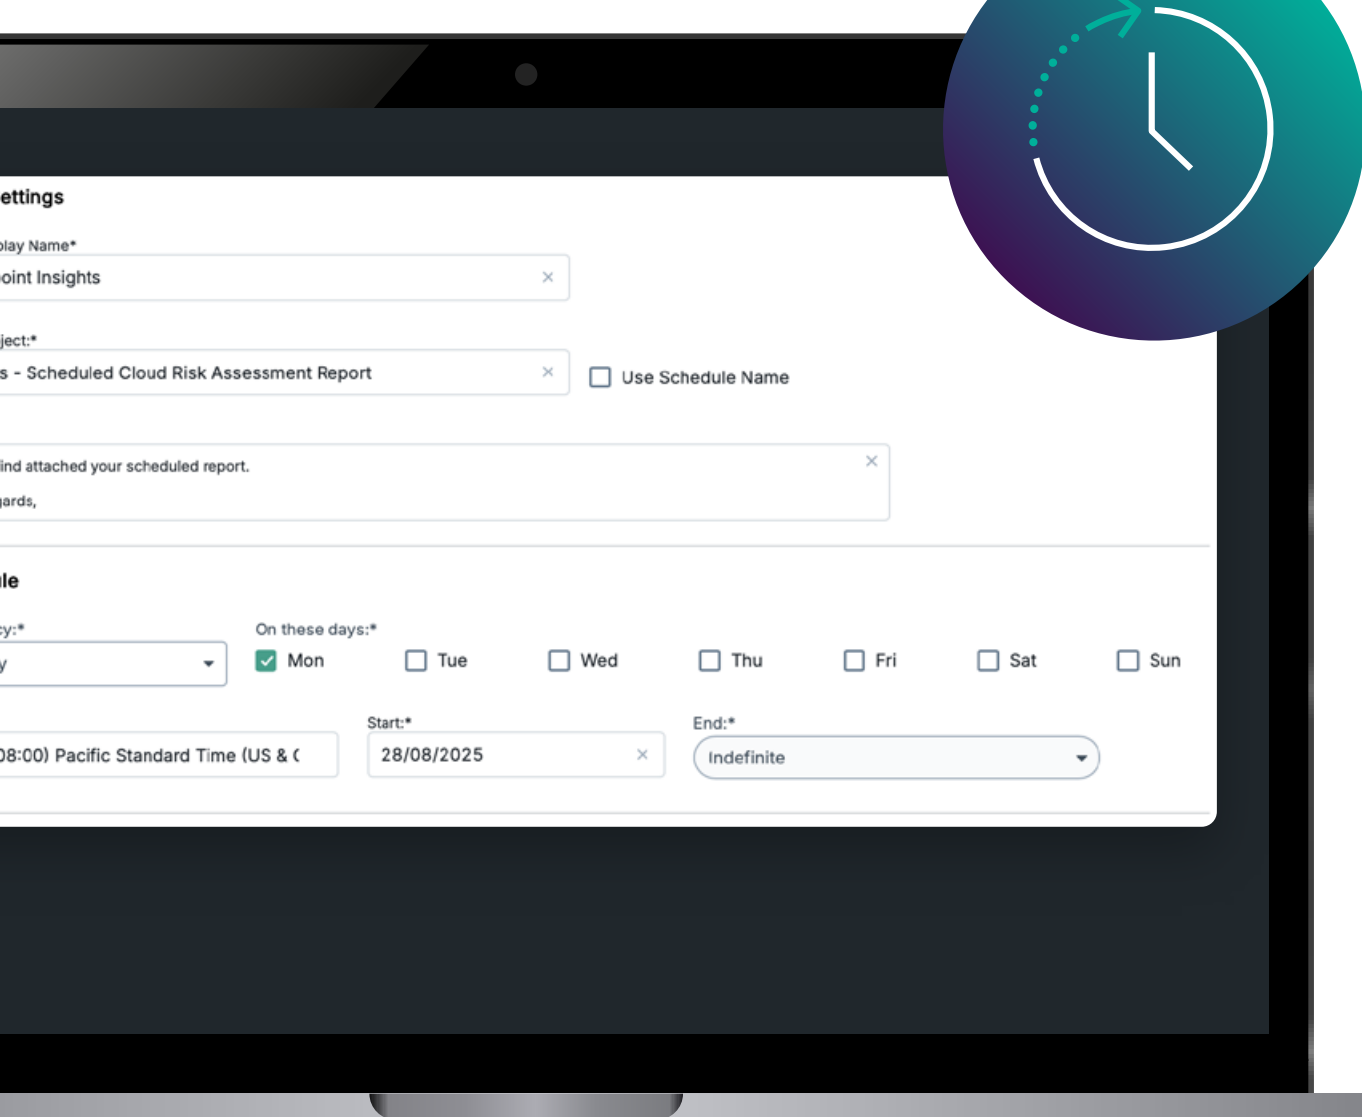 ettings
play Name*
oint Insights
ject:*
s - Scheduled Cloud Risk Assessment Report
Use Schedule Name
ind attached your scheduled report.
gards,
ule
cy:*
On these days:*
y
Mon
Tue
Wed
Thu
Fri
Sat
Sun
Start:*
End:*
08:00) Pacific Standard Time (US & C
28/08/2025
Indefinite